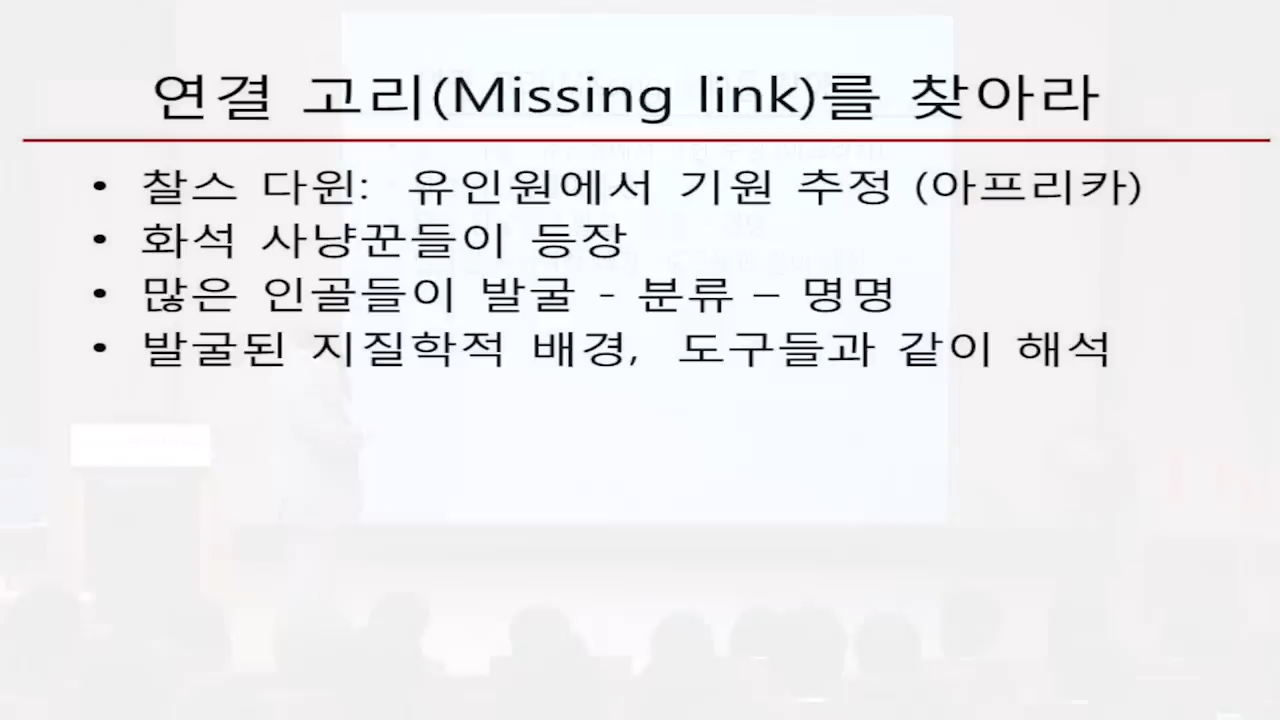 연결 고리(Missing link)를 찾아라
• 찰스 다윈: 유인원에서 기원 추정 (아프리카)
• 화석 사냥꾼들이 등장
• 많은 인골들이 발굴 - 분류 – 명명
• 발굴된 지질학적 배경, 도구들과 같이 해석